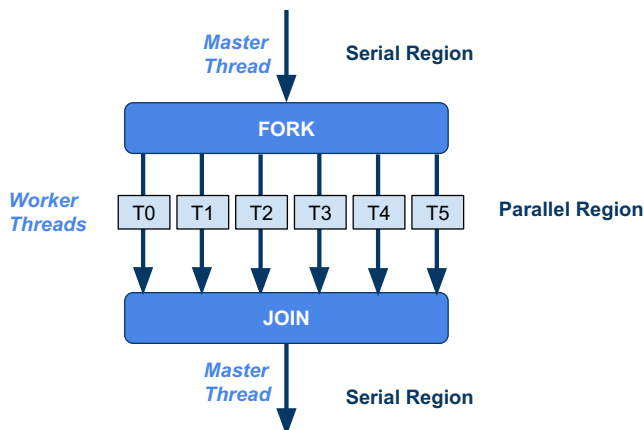 Master
Thread
Serial Region
FORK
Worker
Threads
T0 T1 T2 T3 T4 T5
Parallel Region
JOIN
Master
Thread
Serial Region